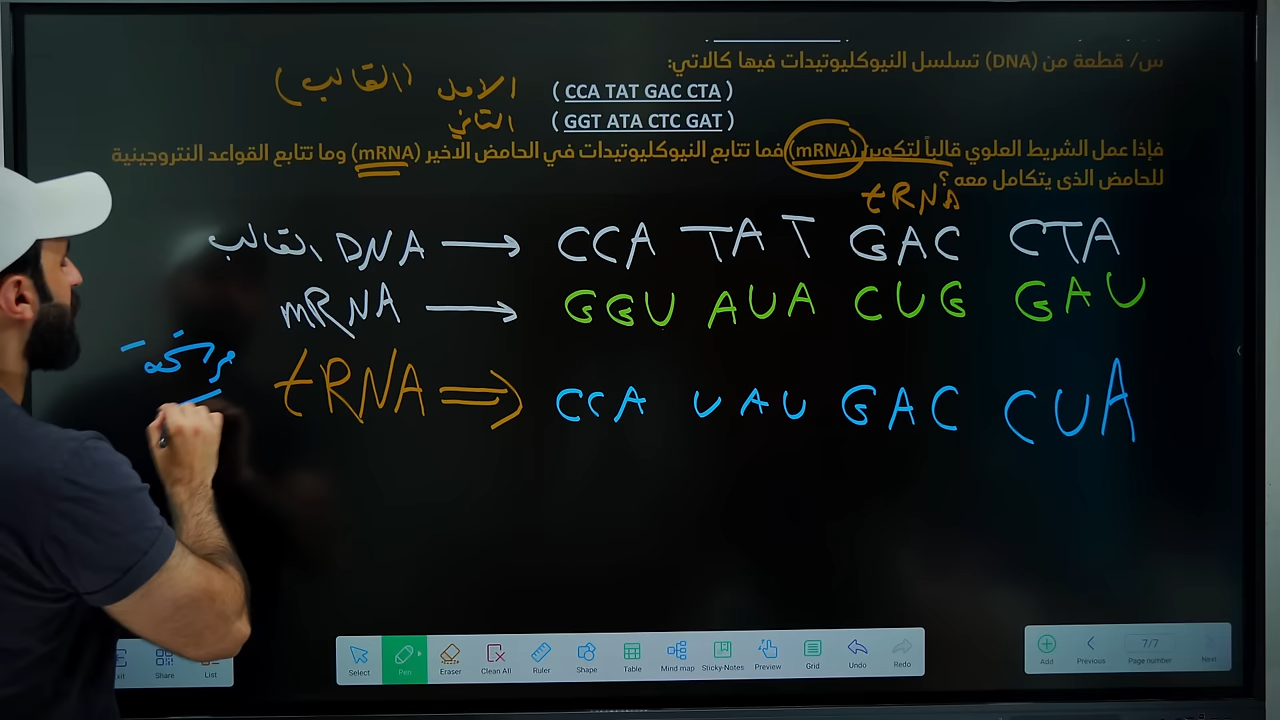 س/ قطعة من (DNA) تسلسل النيوكليوتيدات فيها كالاتي:
(CCA TAT GAC CTA) الاول (القالب)
(GGT ATA CTC GAT) الثاني
فإذا عمل الشريط العلوي قالباً لتكوين (mRNA) فما تتابع النيوكليوتيدات في الحامض الاخير (mRNA) وما تتابع القواعد النتروجينية
للحامض الذى يتكامل معه؟
tRNA
القالب DNA → CCA TAT GAC CTA
mRNA → GGU AUA CUG GAU
tRNA ⇒ CCA UAU GAC CUA
Exit Share List
Select Pen Eraser Clean All Ruler Shape Table Mind map Sticky-Notes Preview Grid Undo Redo
Add Previous 7/7 Page number Next